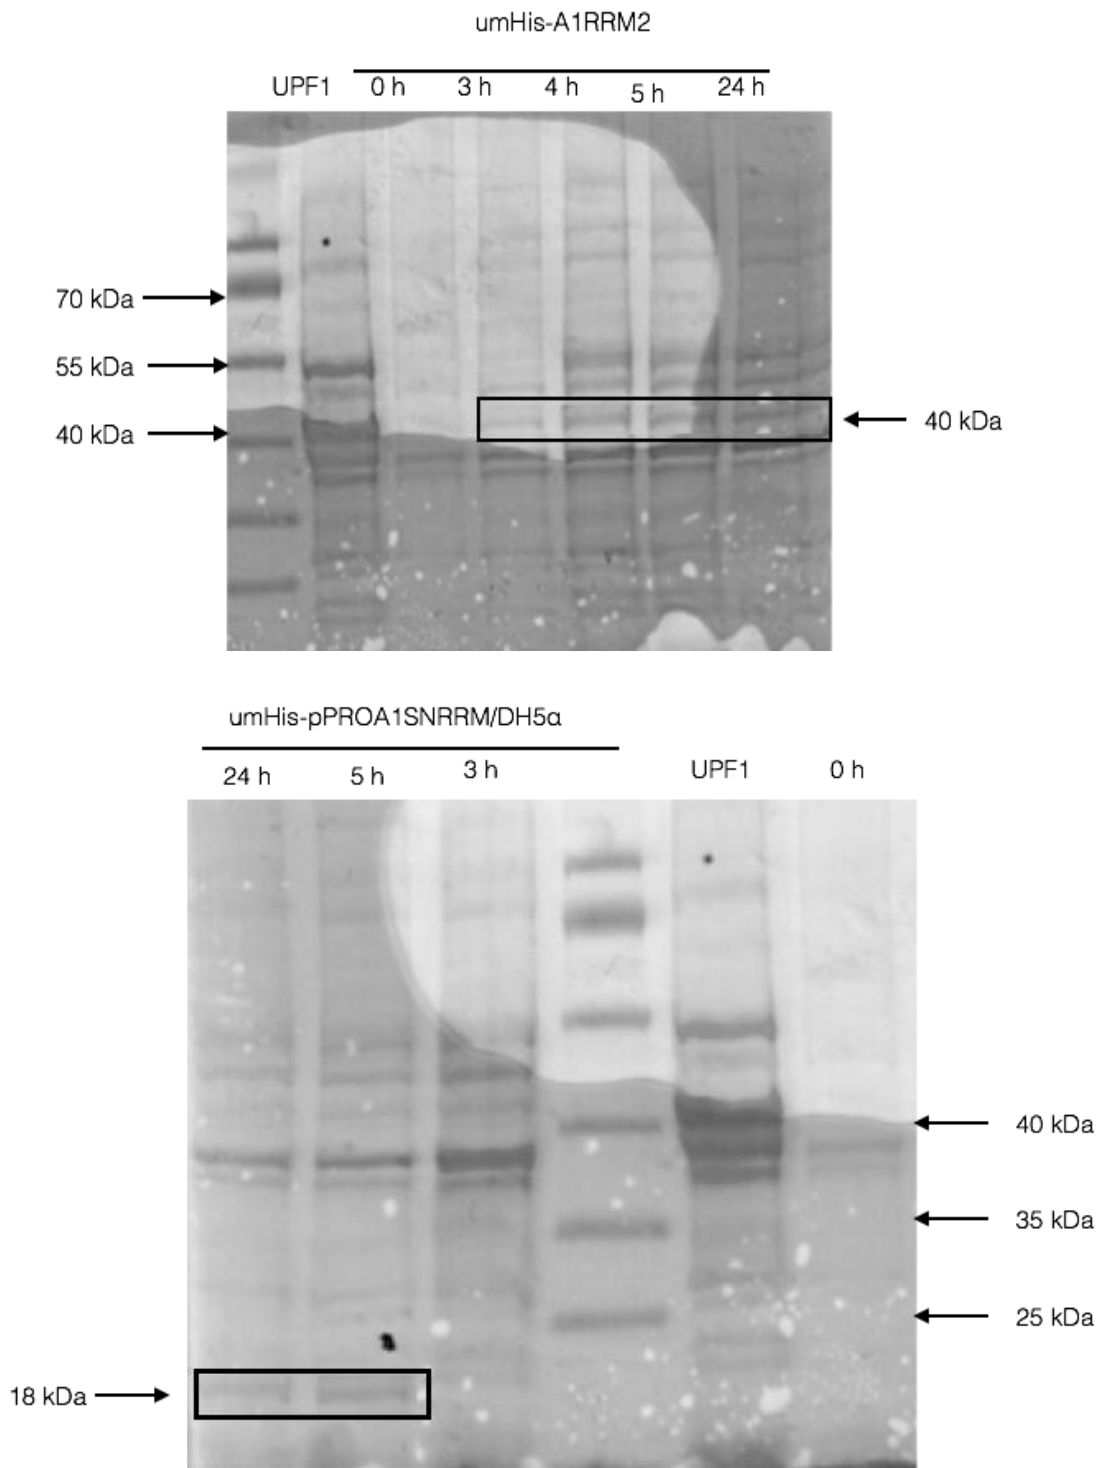 umHis-A1RRM2
UPF1 0 h 3 h 4 h 5 h 24 h
70 kDa
55 kDa
40 kDa
40 kDa
umHis-pPROA1SNRRM/DH5α
24 h 5 h 3 h UPF1 0 h
40 kDa
35 kDa
25 kDa
18 kDa